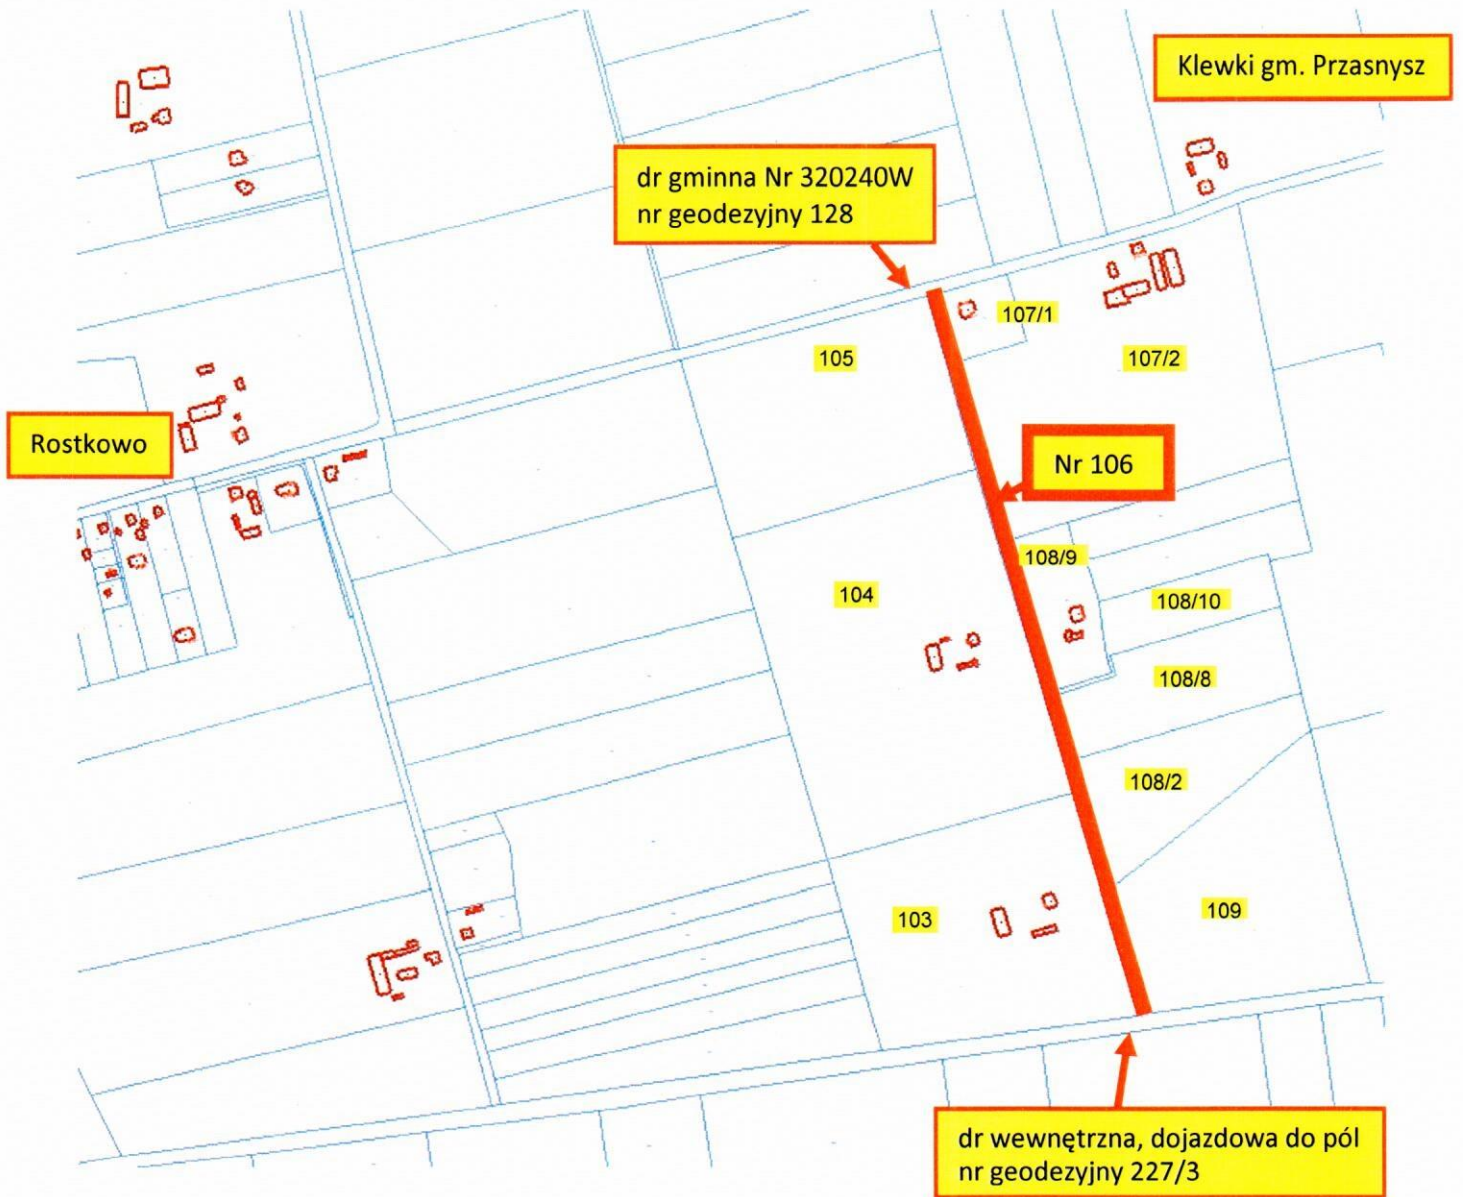 Klewki gm. Przasnysz
dr gminna Nr 320240W
nr geodezyjny 128
107/1
105
107/2
Rostkowo
Nr 106
108/9
104
108/10
108/8
108/2
103
109
dr wewnętrzna, dojazdowa do pól
nr geodezyjny 227/3